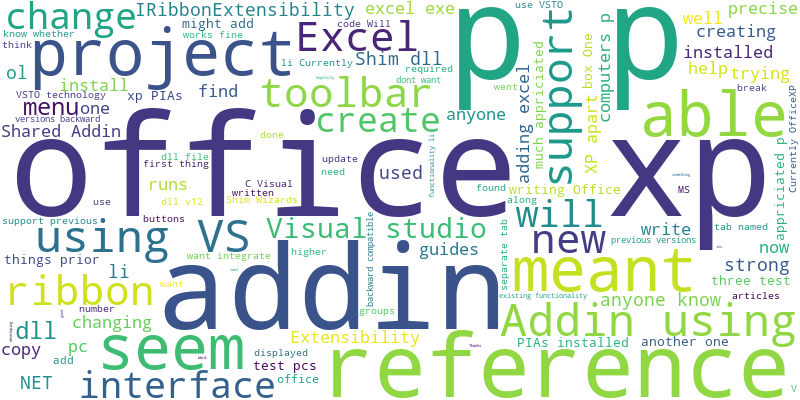 change
IRibbonExtensibility
excel exe
use VSTO
precise
know whether
might add
code Will
well
think
works fine
Excel
project
li Currently
Shim dll
creating
ol
install
xp PIAs
find
required
dont want
installed
help
trying
VSTO technology
versions backward
menu
one
toolbar
create
anyone
went
support
adding excel
much appriciated
XP apart
box One
computers p
able
break
Currently OfficeXP
Shared Addin
p
p
office
xp
done
dll file
first thing
update
used
functionality li
runs
C Visual
written
need
found
MS
dll v12
Shim Wizards
use
along
writing Office
appriciated p
support previous
buttons
using
VS
Visual studio
will
write
tab named
previous versions
new
now
things prior
want integrate
higher
guides
backward compatible
separate tab
li
addin
meant
strong
ribbon
want
three test
existing functionality
anyone know
number
articles
changing
groups
Addin using
dll
copy
pc
seem
Extensibility
PIAs installed
another one
add
displayed
test pcs
reference
Thanks
NET
interface
office
V